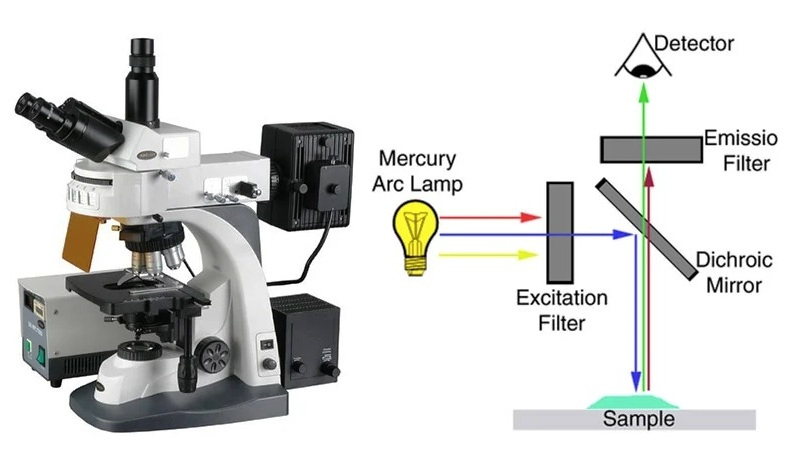 Detector
Emissio
Filter
Mercury
Arc Lamp
Dichroic
Mirror
Excitation
Filter
Sample